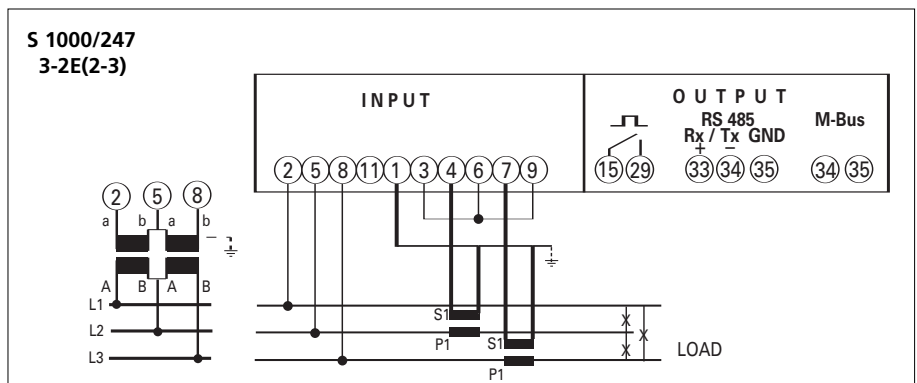 S 1000/247
3-2E(2-3)
INPUT
OUTPUT
RS 485
Rx / Tx GND
+ −
M-Bus
2 5 8 11 1 3 4 6 7 9
15 29 33 34 35 34 35
2 5 8
a b a b
A B A B
L1
L2
L3
S1
P1
S1
P1
LOAD